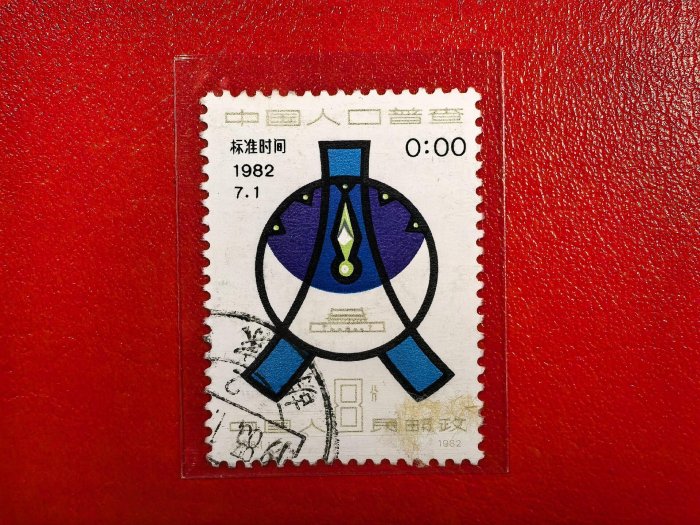 中国人口普查
标准时间
0:00
1982
7.1
8分
中国人民邮政
1982